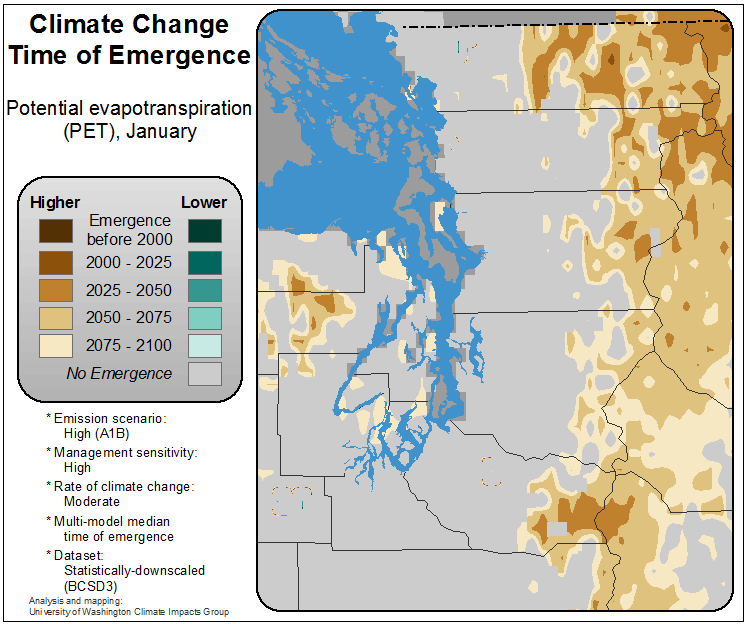 Climate Change
Time of Emergence
Potential evapotranspiration
(PET), January
Higher Lower
Emergence
before 2000
2000 - 2025
2025 - 2050
2050 - 2075
2075 - 2100
No Emergence
* Emission scenario:
High (A1B)
* Management sensitivity:
High
* Rate of climate change:
Moderate
* Multi-model median
time of emergence
* Dataset:
Statistically-downscaled
(BCSD3)
Analysis and mapping:
University of Washington Climate Impacts Group